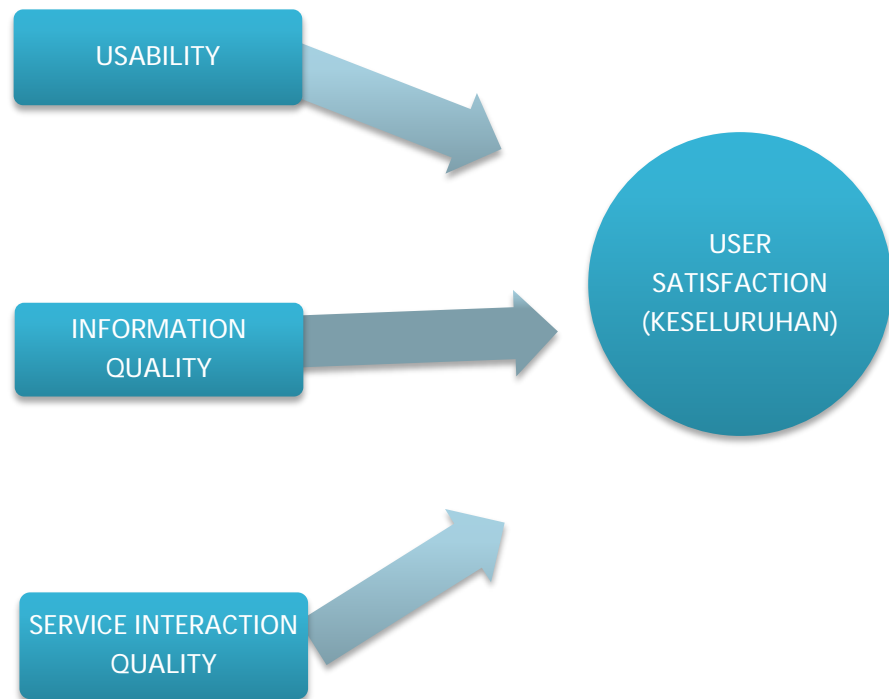 USABILITY
INFORMATION
QUALITY
SERVICE INTERACTION
QUALITY
USER
SATISFACTION
(KESELURUHAN)